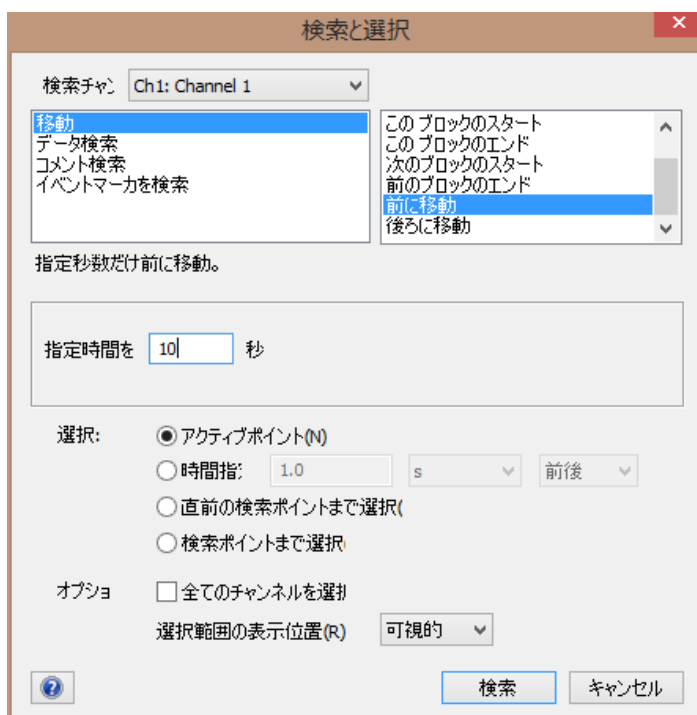 検索と選択
検索チャン Ch1: Channel 1
移動
データ検索
コメント検索
イベントマーカを検索
この ブロックのスタート
この ブロックのエンド
次のブロックのスタート
前のブロックのエンド
前に移動
後ろに移動
指定秒数だけ前に移動。
指定時間を 10 秒
選択: アクティブポイント(N)
時間指 1.0 s 前後
直前の検索ポイントまで選択(
検索ポイントまで選択
オプショ 全てのチャンネルを選
選択範囲の表示位置(R) 可視的
検索 キャンセル